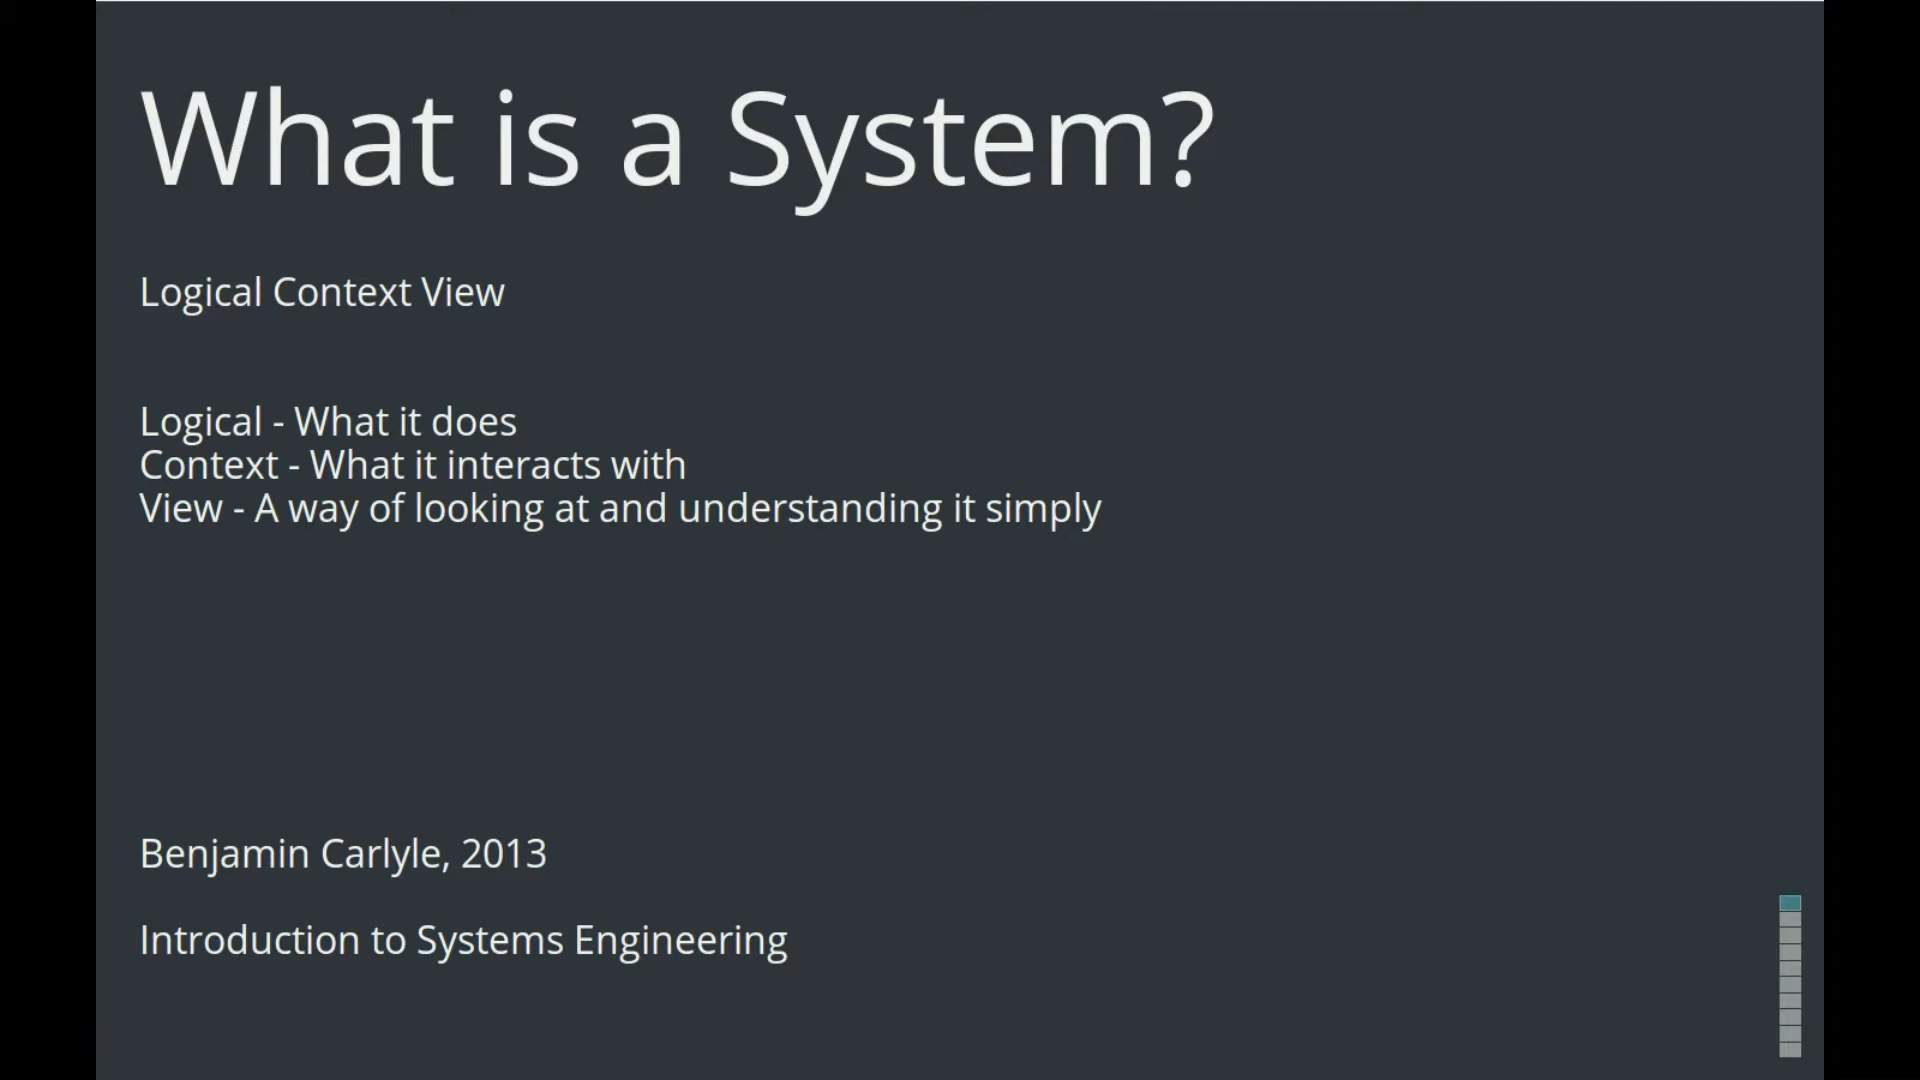 What is a System?
Logical Context View
Logical - What it does
Context - What it interacts with
View - A way of looking at and understanding it simply
Benjamin Carlyle, 2013
Introduction to Systems Engineering